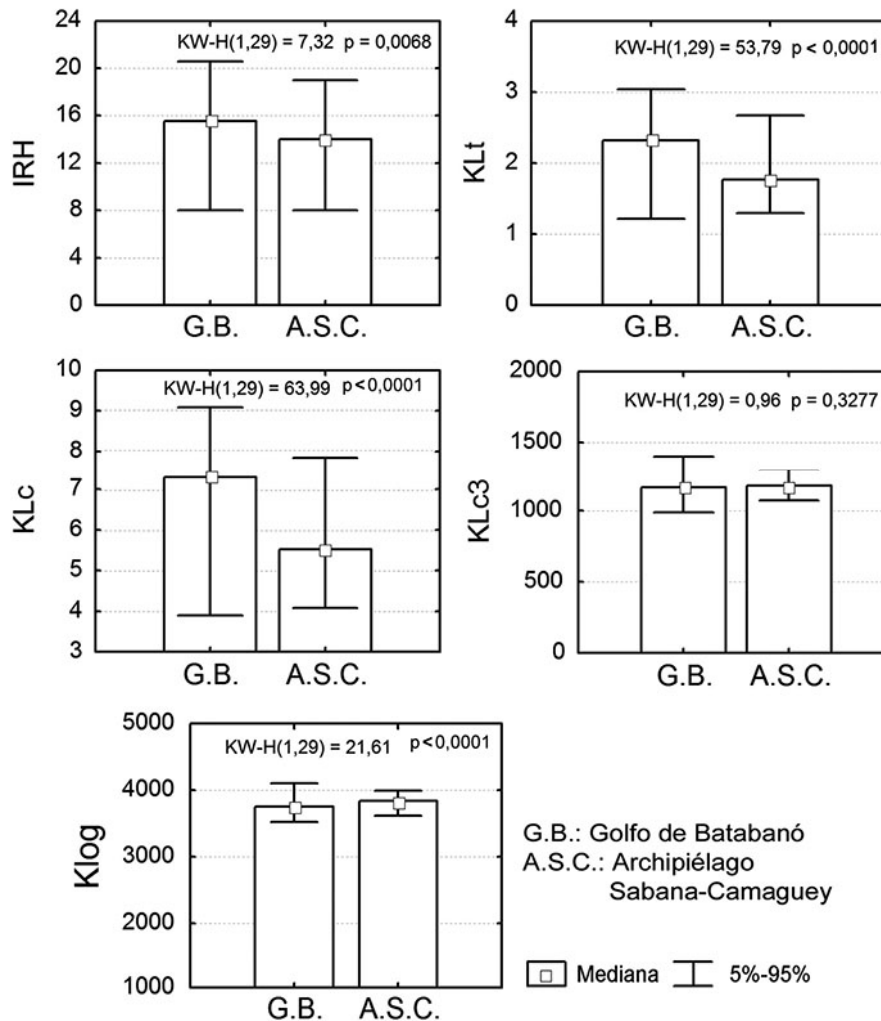 KW-H(1,29) = 7,32 p = 0,0068
IRH
24
20
16
12
8
4
0
G.B. A.S.C.
KW-H(1,29) = 53,79 p < 0,0001
KLt
4
3
2
1
0
G.B. A.S.C.
KW-H(1,29) = 63,99 p<0,0001
KLc
10
9
8
7
6
5
4
3
G.B. A.S.C.
KW-H(1,29) = 0,96 p = 0,3277
KLc3
2000
1500
1000
500
0
G.B. A.S.C.
KW-H(1,29) = 21,61 p<0,0001
Klog
5000
4000
3000
2000
1000
G.B. A.S.C.
G.B.: Golfo de Batabanó
A.S.C.: Archipiélago
Sabana-Camaguey
Mediana 5%-95%